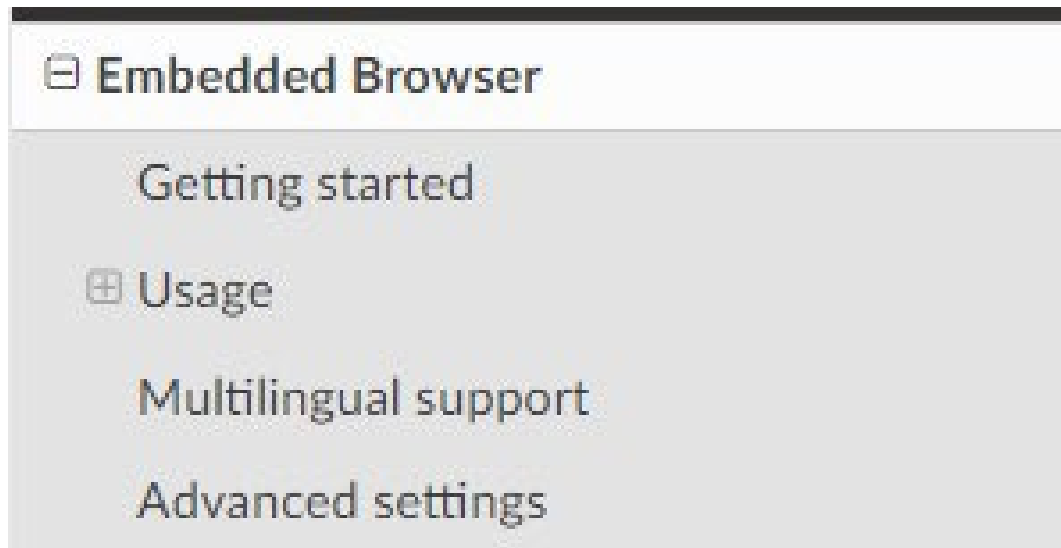 Embedded Browser
Getting started
Usage
Multilingual support
Advanced settings